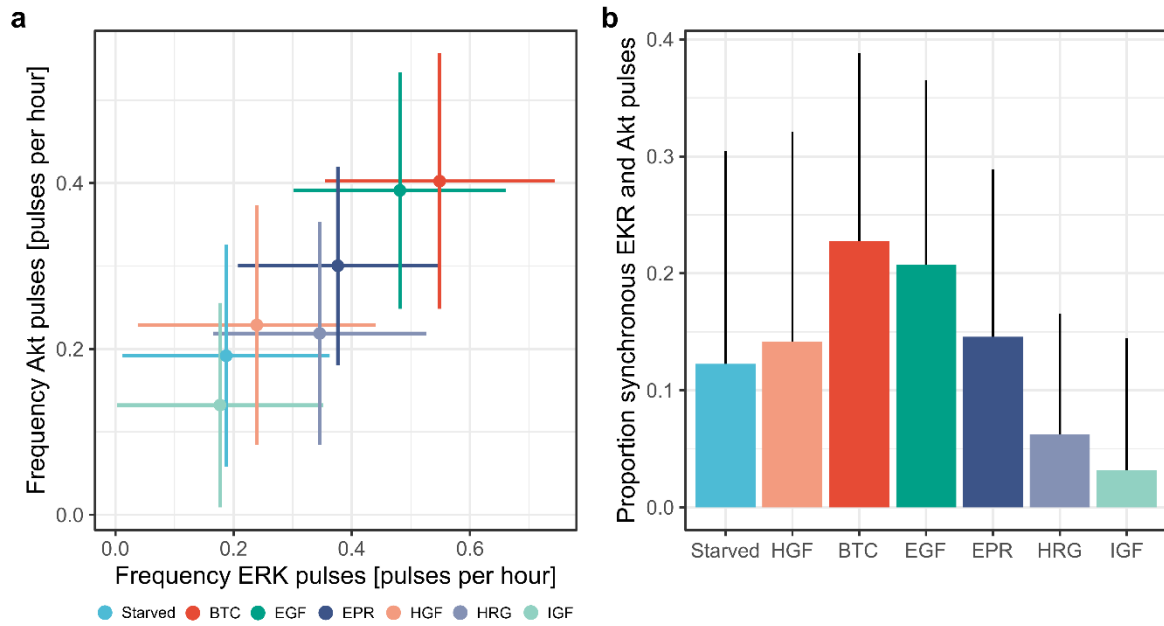 a
Frequency Akt pulses [pulses per hour]
0.4
0.2
0.0
0.0 0.2 0.4 0.6
Frequency ERK pulses [pulses per hour]
Starved BTC EGF EPR HGF HRG IGF
b
Proportion synchronous EKR and Akt pulses
0.4
0.3
0.2
0.1
0.0
Starved HGF BTC EGF EPR HRG IGF